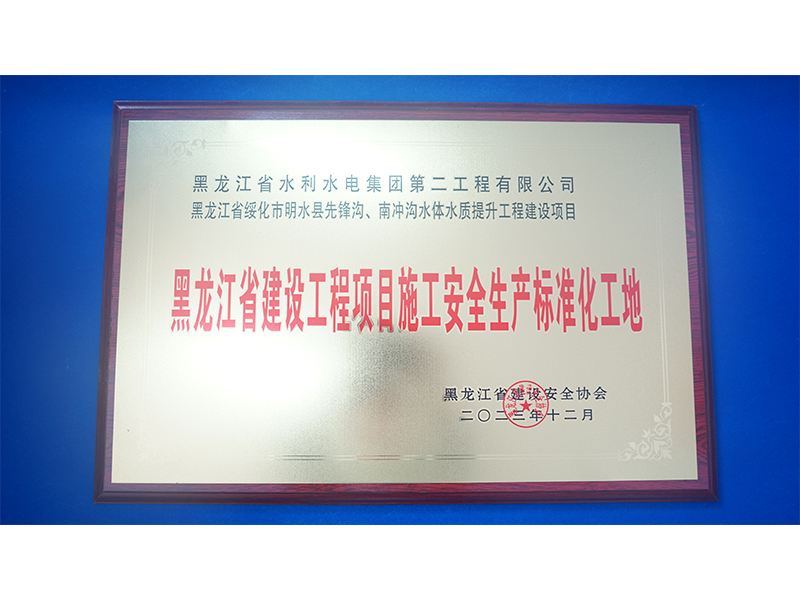 黑龙江省水利水电集团第二工程有限公司
黑龙江省绥化市明水县先锋沟、南冲沟水体水质提升工程建设项目
黑龙江省建设工程项目施工安全生产标准化工地
黑龙江省建设安全协会
二〇二三年十二月